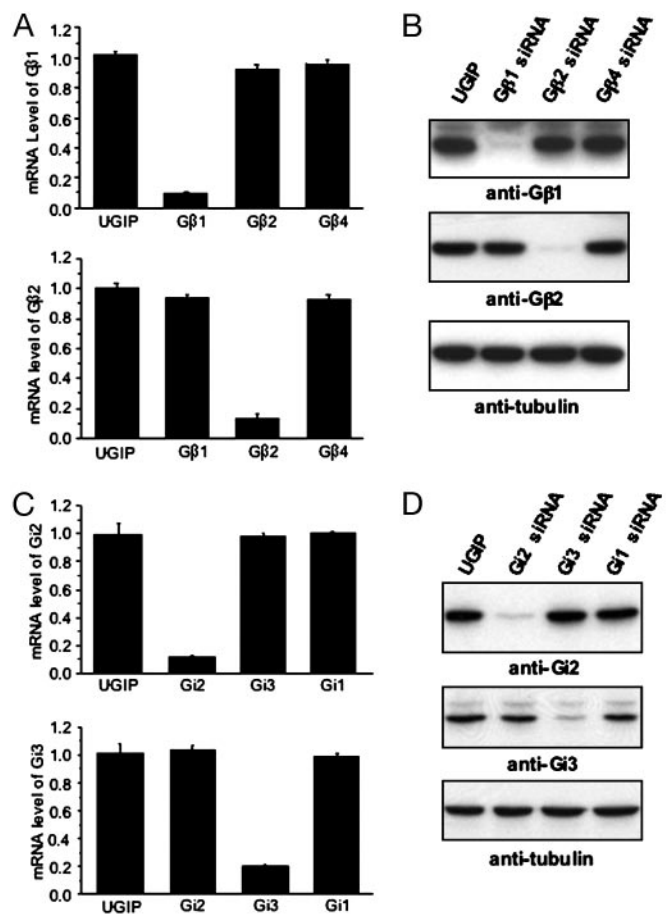 A
mRNA Level of Gβ1
1.2
1.0
0.8
0.6
0.4
0.2
0.0
UGIP Gβ1 Gβ2 Gβ4
mRNA level of Gβ2
1.2
1.0
0.8
0.6
0.4
0.2
0.0
UGIP Gβ1 Gβ2 Gβ4
B
UGIP Gβ1 siRNA Gβ2 siRNA Gβ4 siRNA
anti-Gβ1
anti-Gβ2
anti-tubulin
C
mRNA level of Gi2
1.2
1.0
0.8
0.6
0.4
0.2
0.0
UGIP Gi2 Gi3 Gi1
mRNA level of Gi3
1.2
1.0
0.8
0.6
0.4
0.2
0.0
UGIP Gi2 Gi3 Gi1
D
UGIP Gi2 siRNA Gi3 siRNA Gi1 siRNA
anti-Gi2
anti-Gi3
anti-tubulin